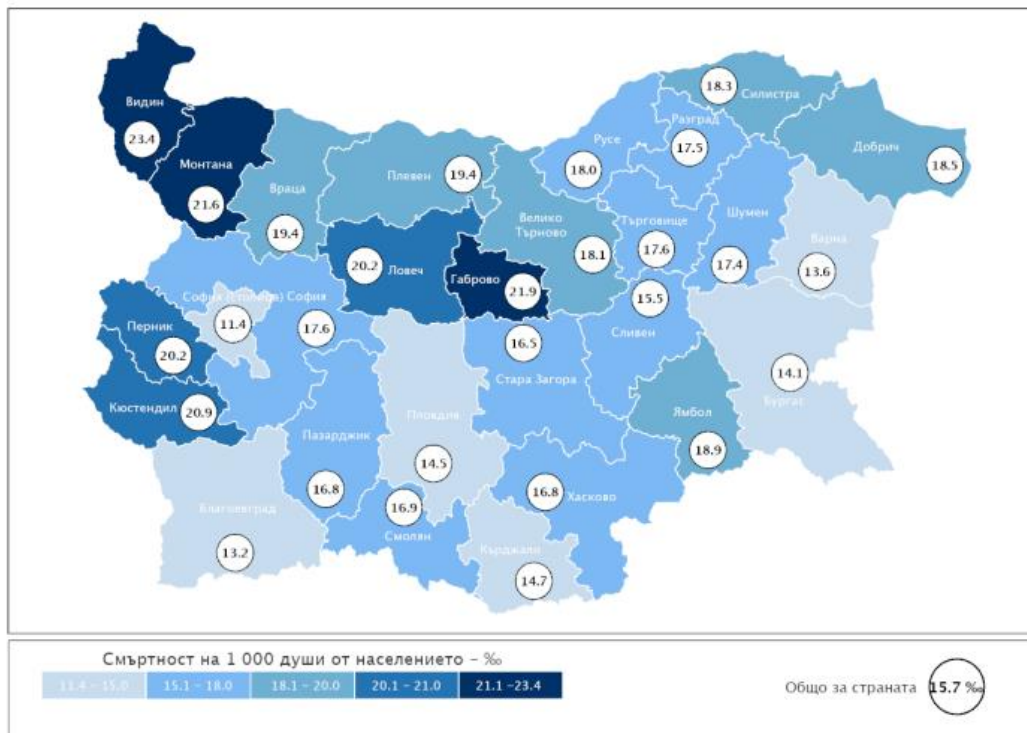 Видин
23.4
Монтана
21.6
Враца
19.4
Плевен
19.4
Ловеч
20.2
Габрово
21.9
Велико
Търново
18.1
Русе
18.0
Разград
17.5
Силистра
18.3
Добрич
18.5
Търговище
17.6
Шумен
17.4
Варна
13.6
София (столица)
11.4
София
17.6
Перник
20.2
Кюстендил
20.9
Благоевград
13.2
Пазарджик
16.8
Пловдив
14.5
Смолян
16.9
Стара Загора
16.5
Сливен
15.5
Ямбол
18.9
Бургас
14.1
Хасково
16.8
Кърджали
14.7
Смъртност на 1 000 души от населението – ‰
11.4 – 15.0
15.1 – 18.0
18.1 – 20.0
20.1 – 21.0
21.1 –23.4
Общо за страната
15.7 ‰